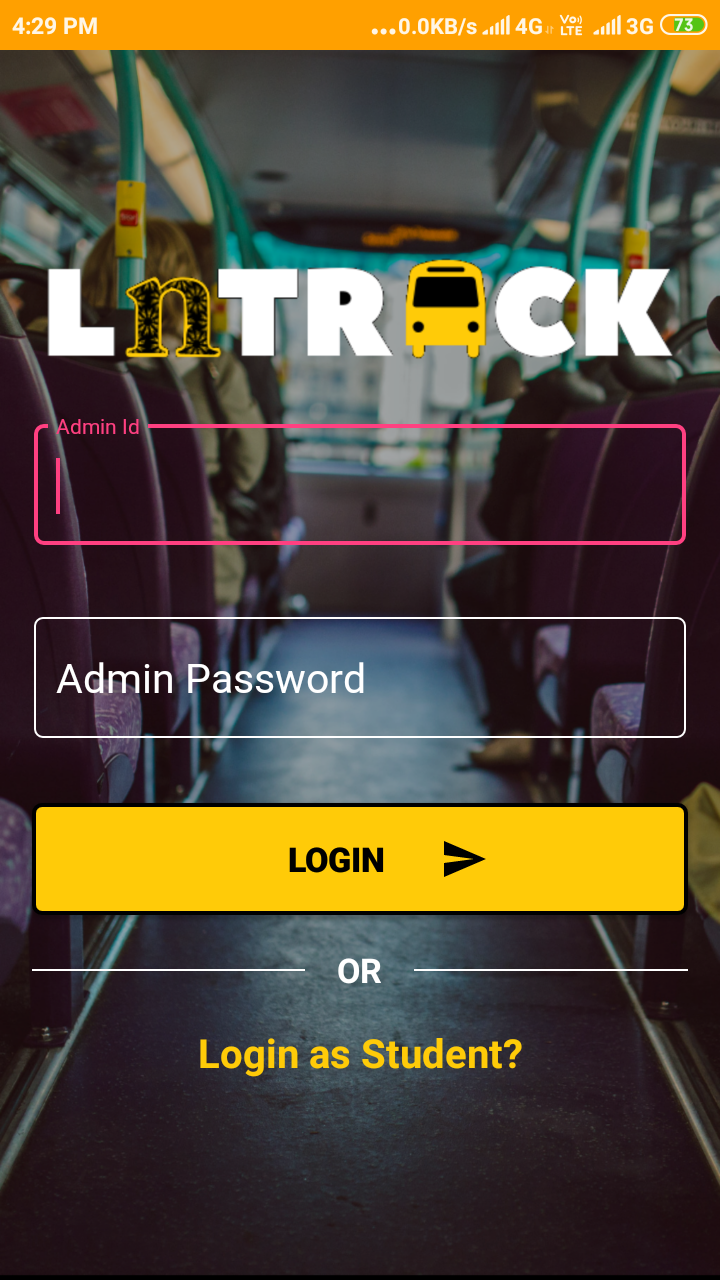 4:29 PM ...0.0KB/s 4G Vo)) LTE 3G 73
LnTRACK
Admin Id
Admin Password
LOGIN
OR
Login as Student?